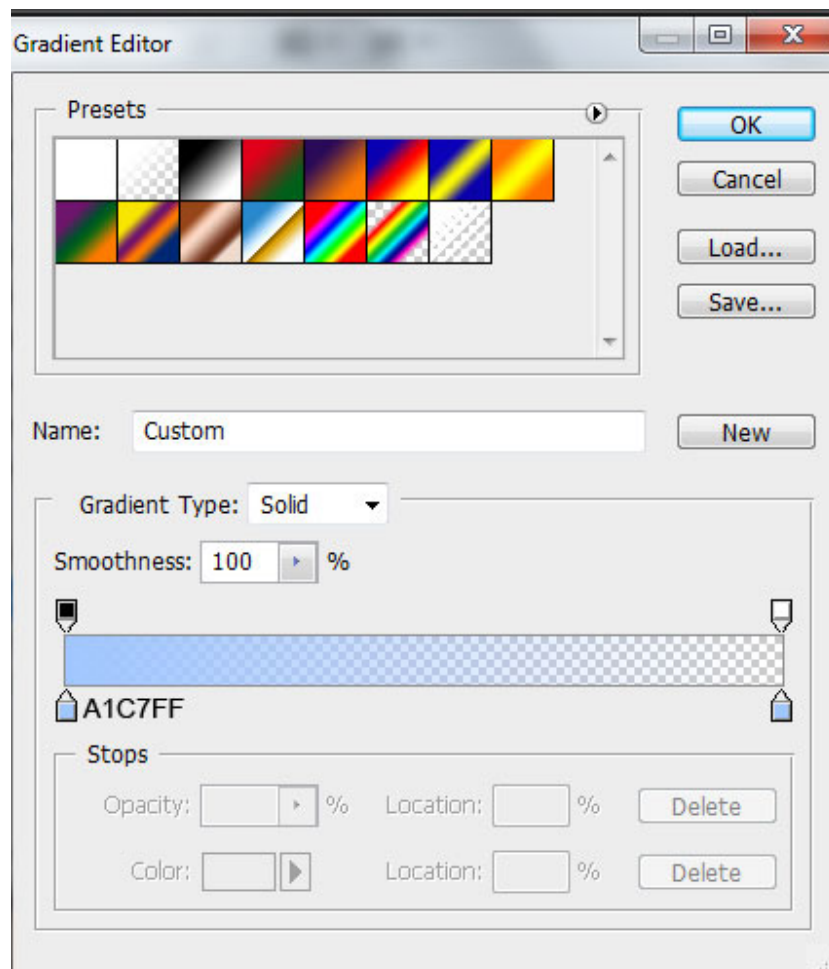 Gradient Editor
Presets
OK
Cancel
Load...
Save...
Name: Custom
New
Gradient Type: Solid
Smoothness: 100 %
A1C7FF
Stops
Opacity: % Location: % Delete
Color: Location: % Delete